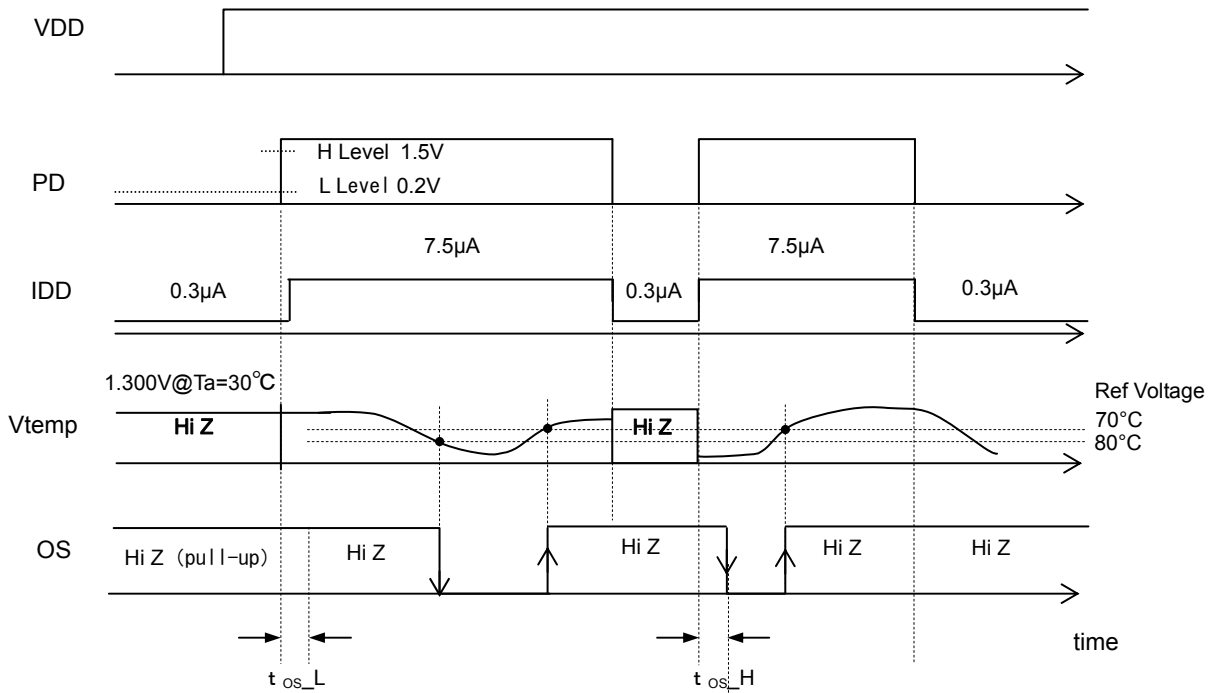 VDD
PD
H Level 1.5V
L Level 0.2V
IDD
0.3µA
7.5µA
0.3µA
7.5µA
0.3µA
Vtemp
1.300V@Ta=30℃
Hi Z
Hi Z
Ref Voltage
70°C
80°C
OS
Hi Z (pull-up)
Hi Z
Hi Z
Hi Z
Hi Z
time
t OS_L
t OS_H